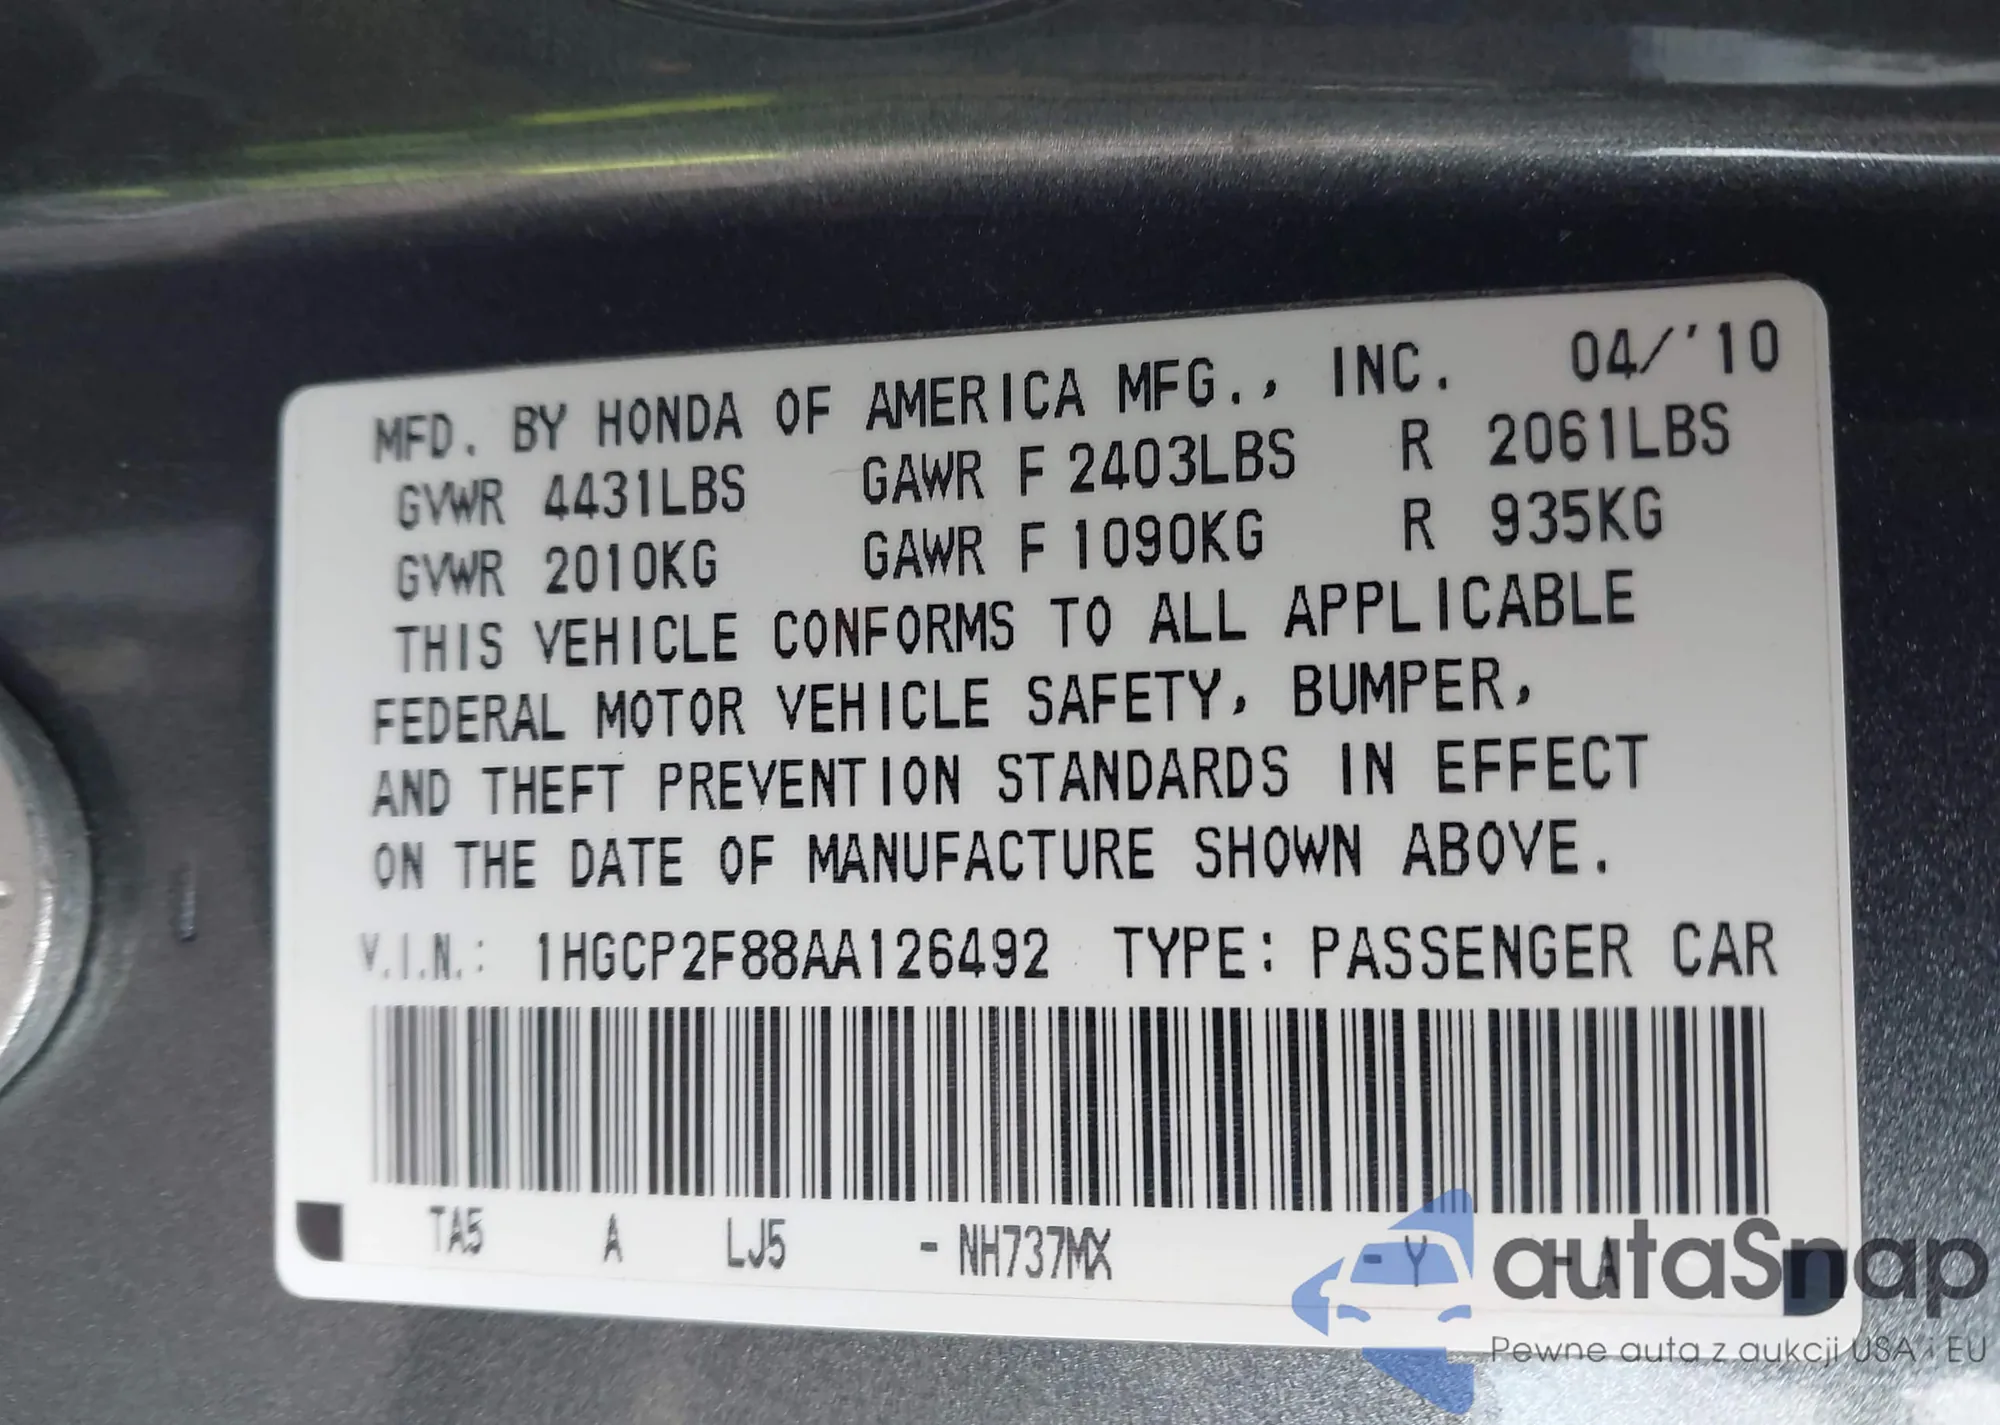 MFD. BY HONDA OF AMERICA MFG., INC. 04/'10
GVWR 4431LBS GAWR F 2403LBS R 2061LBS
GVWR 2010KG GAWR F 1090KG R 935KG
THIS VEHICLE CONFORMS TO ALL APPLICABLE
FEDERAL MOTOR VEHICLE SAFETY, BUMPER,
AND THEFT PREVENTION STANDARDS IN EFFECT
ON THE DATE OF MANUFACTURE SHOWN ABOVE.
V.I.N.: 1HGCP2F88AA126492 TYPE: PASSENGER CAR
TA5 A LJ5 - NH737MX - Y - A
autaSnap
Pewne auta z aukcji USA i EU